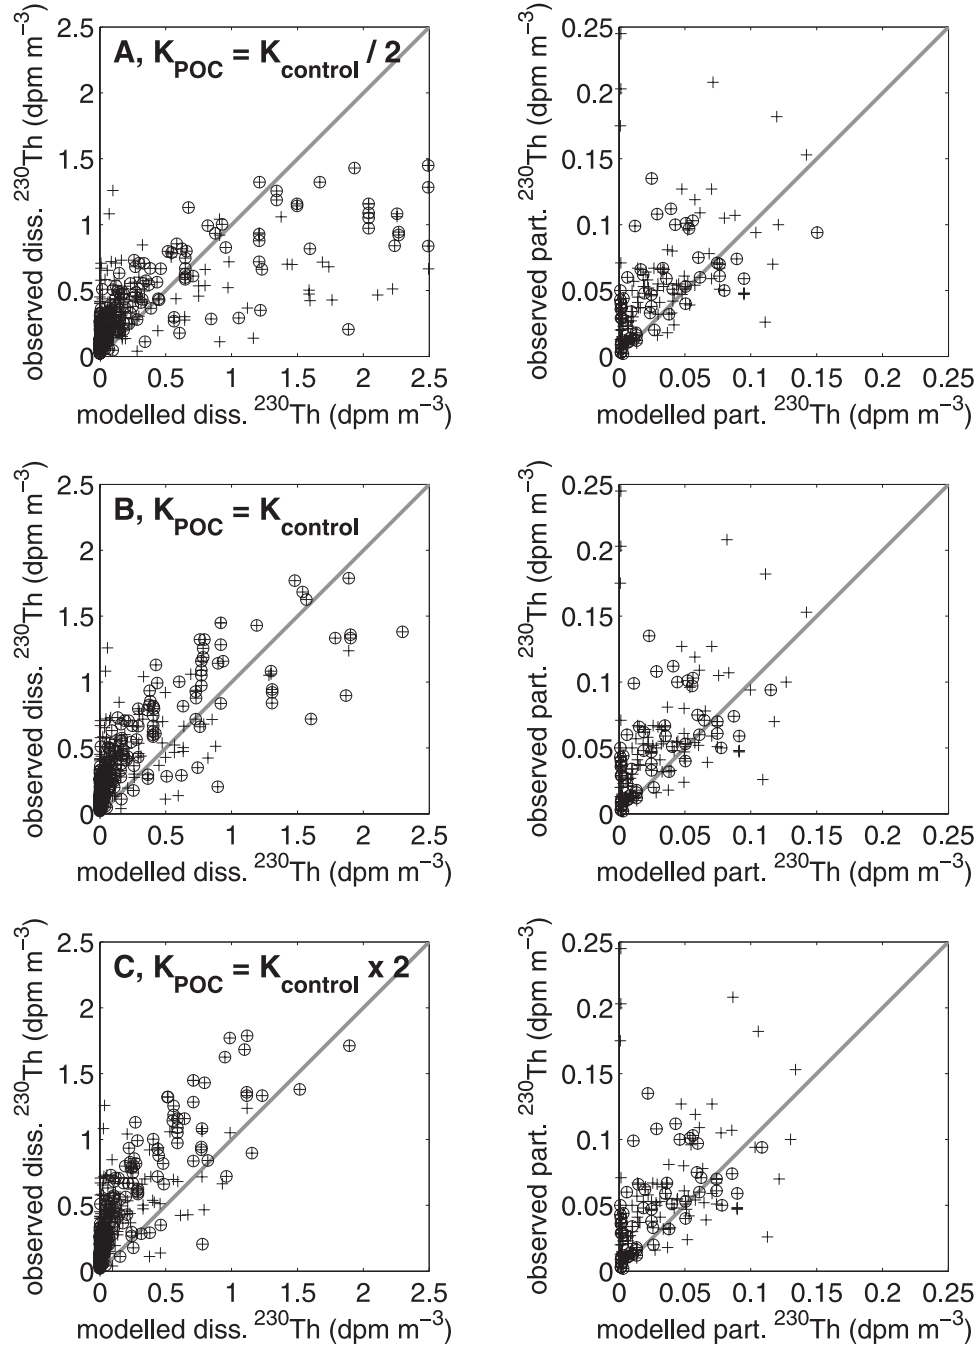 A, K_POC = K_control / 2
2.5
2
1.5
1
0.5
0
0 0.5 1 1.5 2 2.5
observed diss. ²³⁰Th (dpm m⁻³)
modelled diss. ²³⁰Th (dpm m⁻³)
0.25
0.2
0.15
0.1
0.05
0
0 0.05 0.1 0.15 0.2 0.25
observed part. ²³⁰Th (dpm m⁻³)
modelled part. ²³⁰Th (dpm m⁻³)
B, K_POC = K_control
2.5
2
1.5
1
0.5
0
0 0.5 1 1.5 2 2.5
observed diss. ²³⁰Th (dpm m⁻³)
modelled diss. ²³⁰Th (dpm m⁻³)
0.25
0.2
0.15
0.1
0.05
0
0 0.05 0.1 0.15 0.2 0.25
observed part. ²³⁰Th (dpm m⁻³)
modelled part. ²³⁰Th (dpm m⁻³)
C, K_POC = K_control x 2
2.5
2
1.5
1
0.5
0
0 0.5 1 1.5 2 2.5
observed diss. ²³⁰Th (dpm m⁻³)
modelled diss. ²³⁰Th (dpm m⁻³)
0.25
0.2
0.15
0.1
0.05
0
0 0.05 0.1 0.15 0.2 0.25
observed part. ²³⁰Th (dpm m⁻³)
modelled part. ²³⁰Th (dpm m⁻³)